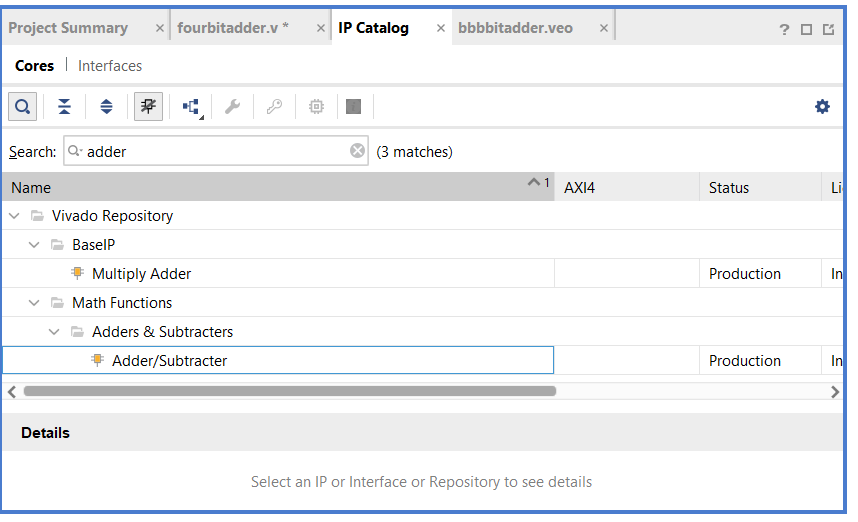 Project Summary × fourbitadder.v * × IP Catalog × bbbbitadder.veo × ?
Cores | Interfaces
Search: adder (3 matches)
Name 1 AXI4 Status Li
Vivado Repository
BaseIP
Multiply Adder Production In
Math Functions
Adders & Subtracters
Adder/Subtracter Production In
Details
Select an IP or Interface or Repository to see details